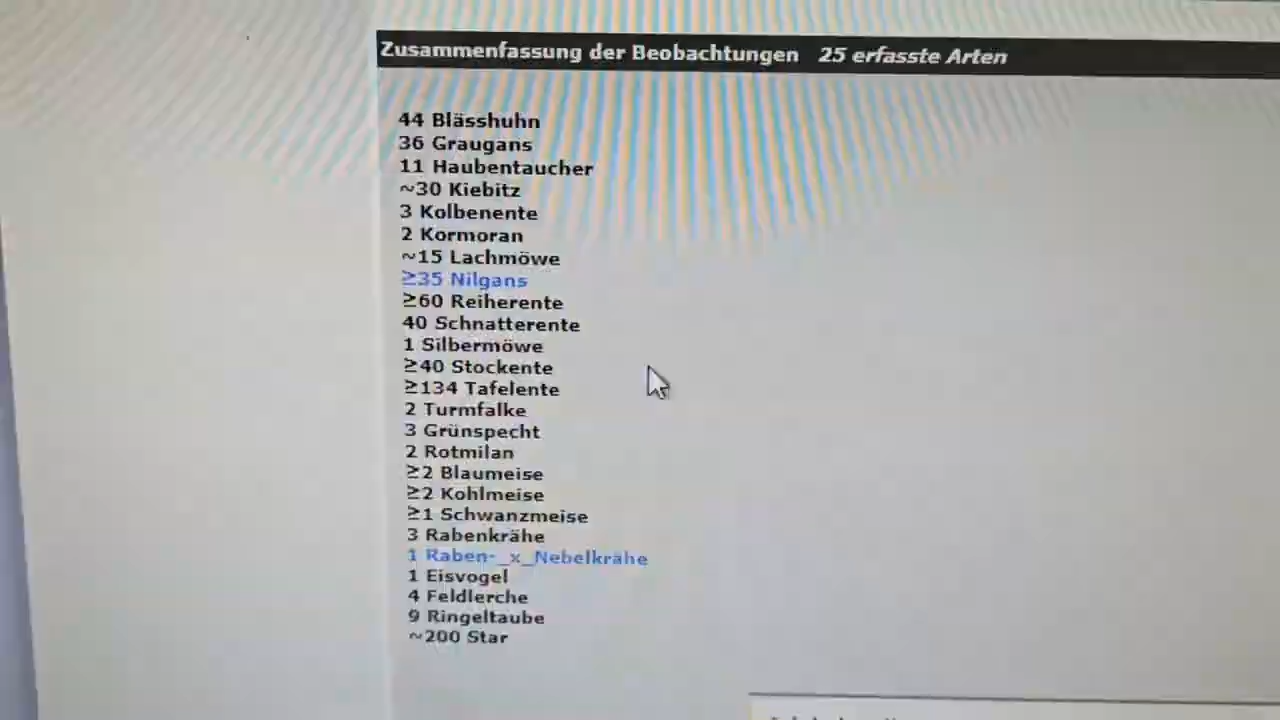 Zusammenfassung der Beobachtungen 25 erfasste Arten
44 Blässhuhn
36 Graugans
11 Haubentaucher
~30 Kiebitz
3 Kolbenente
2 Kormoran
~15 Lachmöwe
≥35 Nilgans
≥60 Reiherente
40 Schnatterente
1 Silbermöwe
≥40 Stockente
≥134 Tafelente
2 Turmfalke
3 Grünspecht
2 Rotmilan
≥2 Blaumeise
≥2 Kohlmeise
≥1 Schwanzmeise
3 Rabenkrähe
1 Raben-_x_Nebelkrähe
1 Eisvogel
4 Feldlerche
9 Ringeltaube
~200 Star